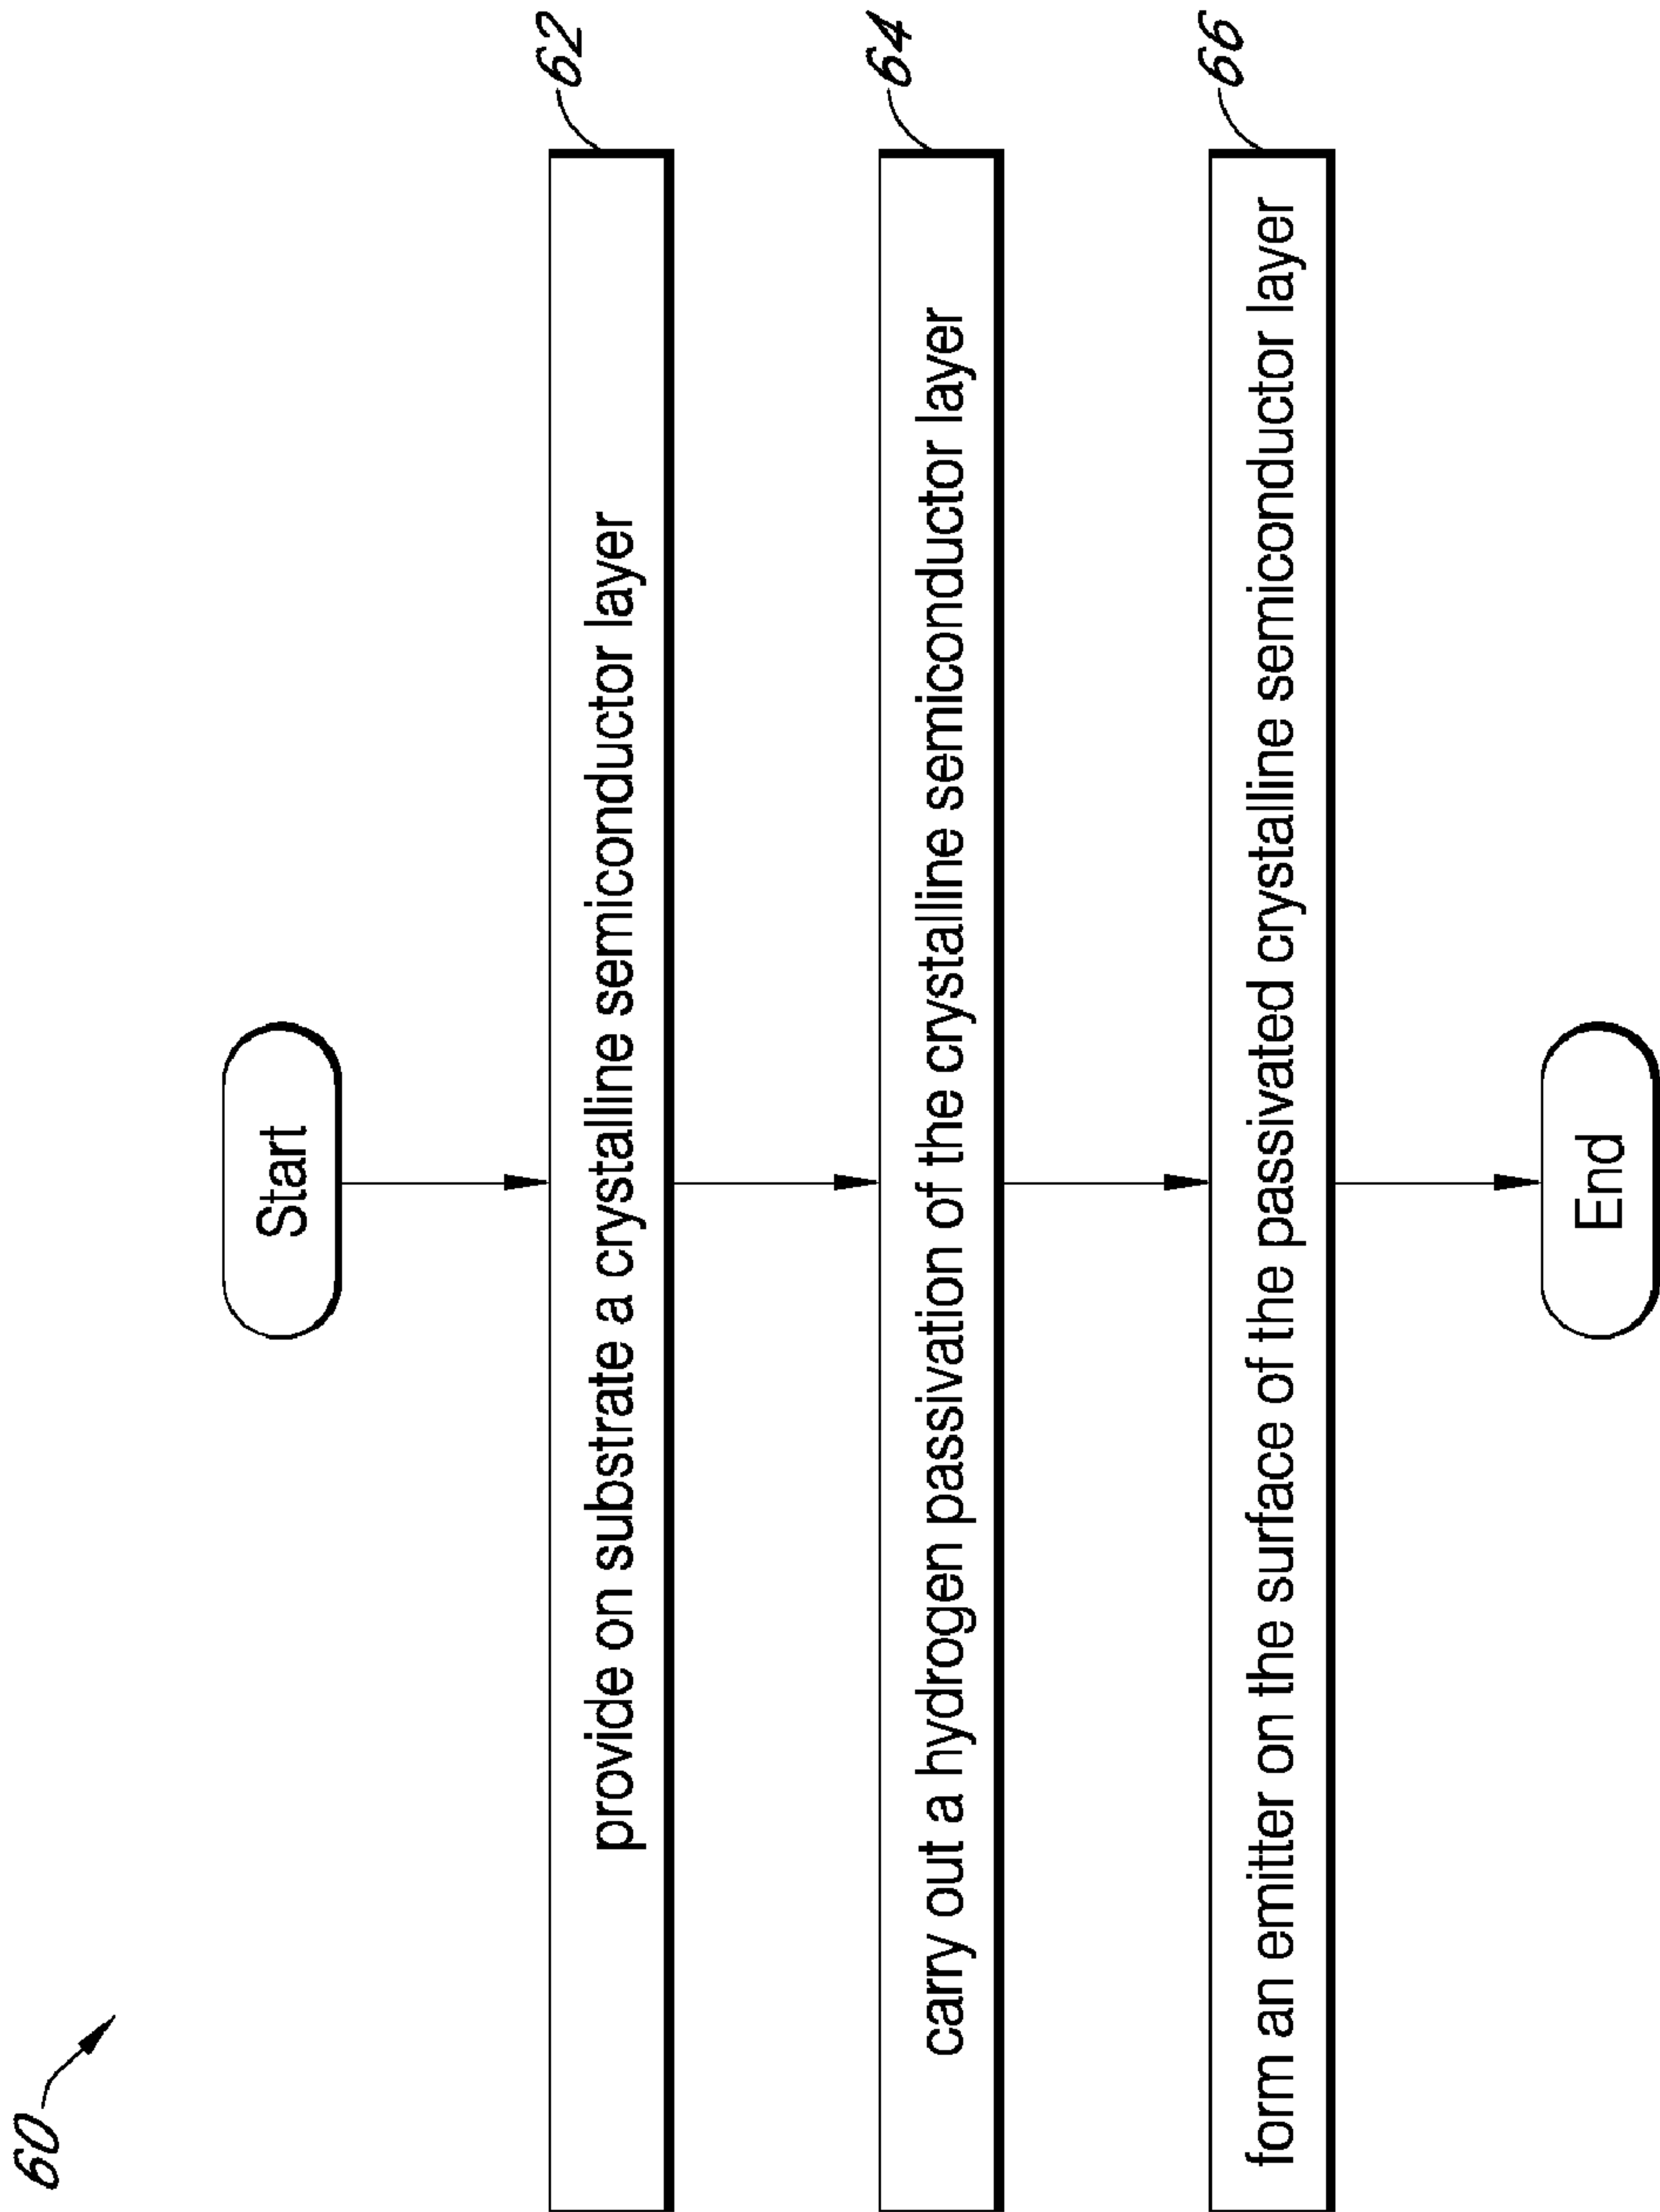 60
Start
provide on substrate a crystalline semiconductor layer
62
carry out a hydrogen passivation of the crystalline semiconductor layer
64
form an emitter on the surface of the passivated crystalline semiconductor layer
66
End